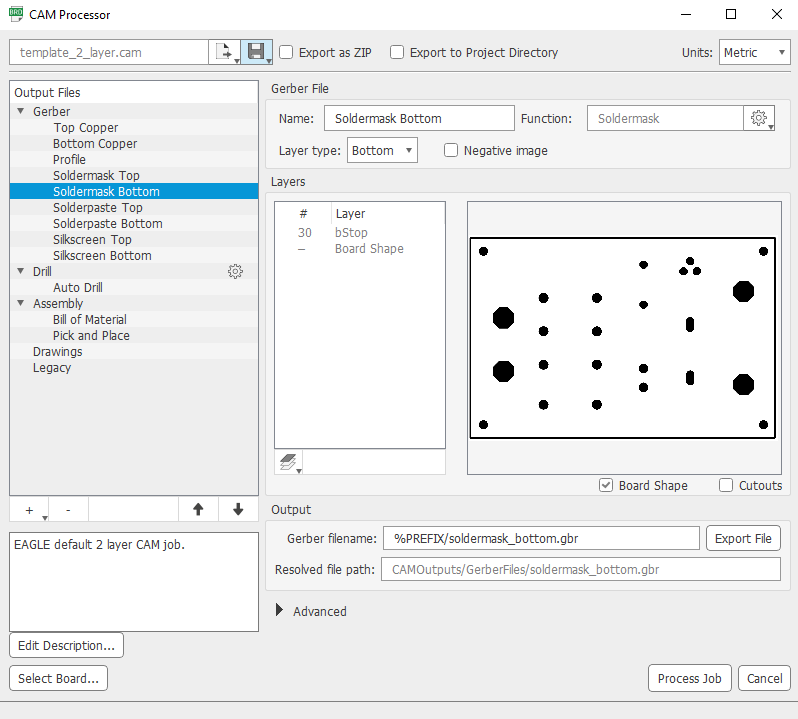 BRD CAM Processor
template_2_layer.cam Export as ZIP Export to Project Directory Units: Metric
Output Files
Gerber
Top Copper
Bottom Copper
Profile
Soldermask Top
Soldermask Bottom
Solderpaste Top
Solderpaste Bottom
Silkscreen Top
Silkscreen Bottom
Drill
Auto Drill
Assembly
Bill of Material
Pick and Place
Drawings
Legacy
+ -
EAGLE default 2 layer CAM job.
Edit Description...
Select Board...
Gerber File
Name: Soldermask Bottom Function: Soldermask
Layer type: Bottom Negative image
Layers
# Layer
30 bStop
– Board Shape
Board Shape Cutouts
Output
Gerber filename: %PREFIX/soldermask_bottom.gbr Export File
Resolved file path: CAMOutputs/GerberFiles/soldermask_bottom.gbr
Advanced
Process Job Cancel